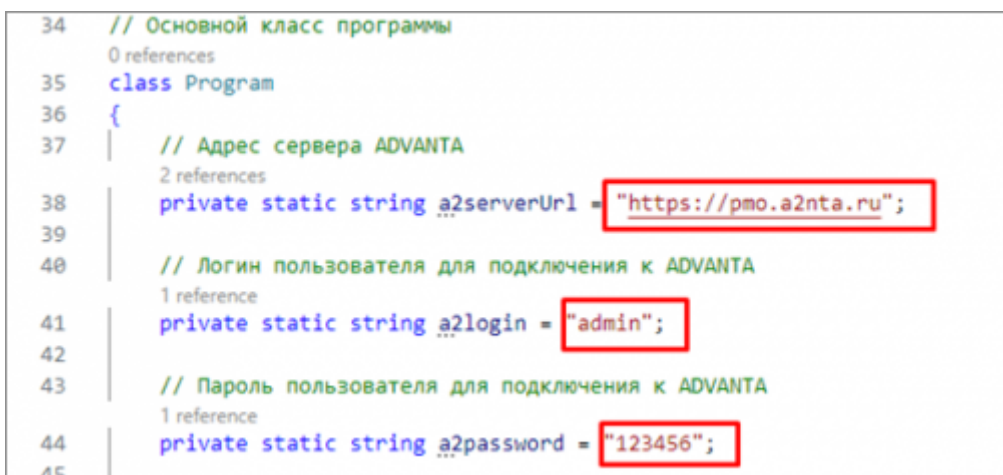 34 // Основной класс программы
0 references
35 class Program
36 {
37 // Адрес сервера ADVANTA
2 references
38 private static string a2serverUrl = "https://pmo.a2nta.ru";
39
40 // Логин пользователя для подключения к ADVANTA
1 reference
41 private static string a2login = "admin";
42
43 // Пароль пользователя для подключения к ADVANTA
1 reference
44 private static string a2password = "123456";
45